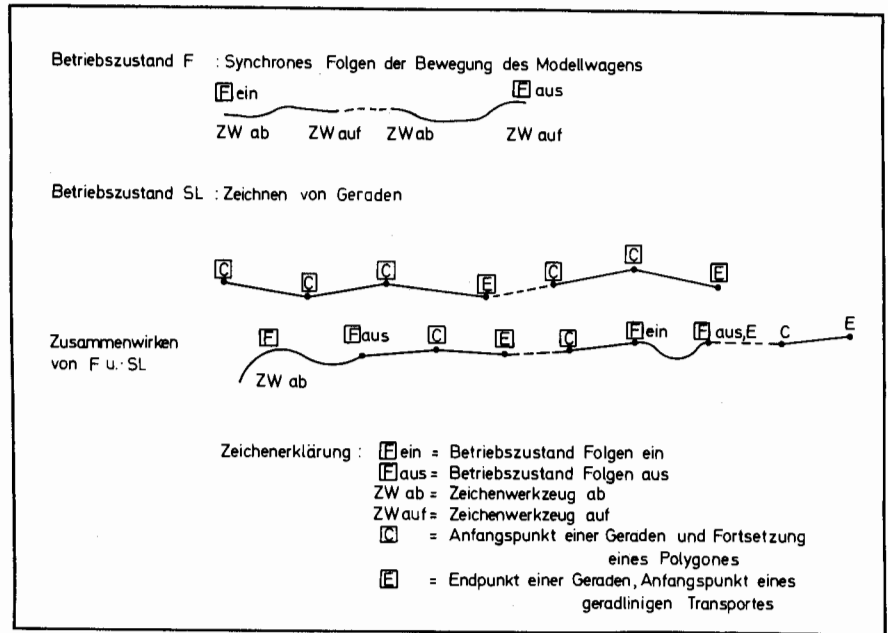 Betriebszustand F : Synchrones Folgen der Bewegung des Modellwagens
F ein F aus
ZW ab ZW auf ZW ab ZW auf
Betriebszustand SL : Zeichnen von Geraden
C C C E C C E
Zusammenwirken von F u. SL
F F aus C E C F ein F aus, E C E
ZW ab
Zeichenerklärung : F ein = Betriebszustand Folgen ein
F aus = Betriebszustand Folgen aus
ZW ab = Zeichenwerkzeug ab
ZW auf = Zeichenwerkzeug auf
C = Anfangspunkt einer Geraden und Fortsetzung
eines Polygones
E = Endpunkt einer Geraden, Anfangspunkt eines
geradlinigen Transportes